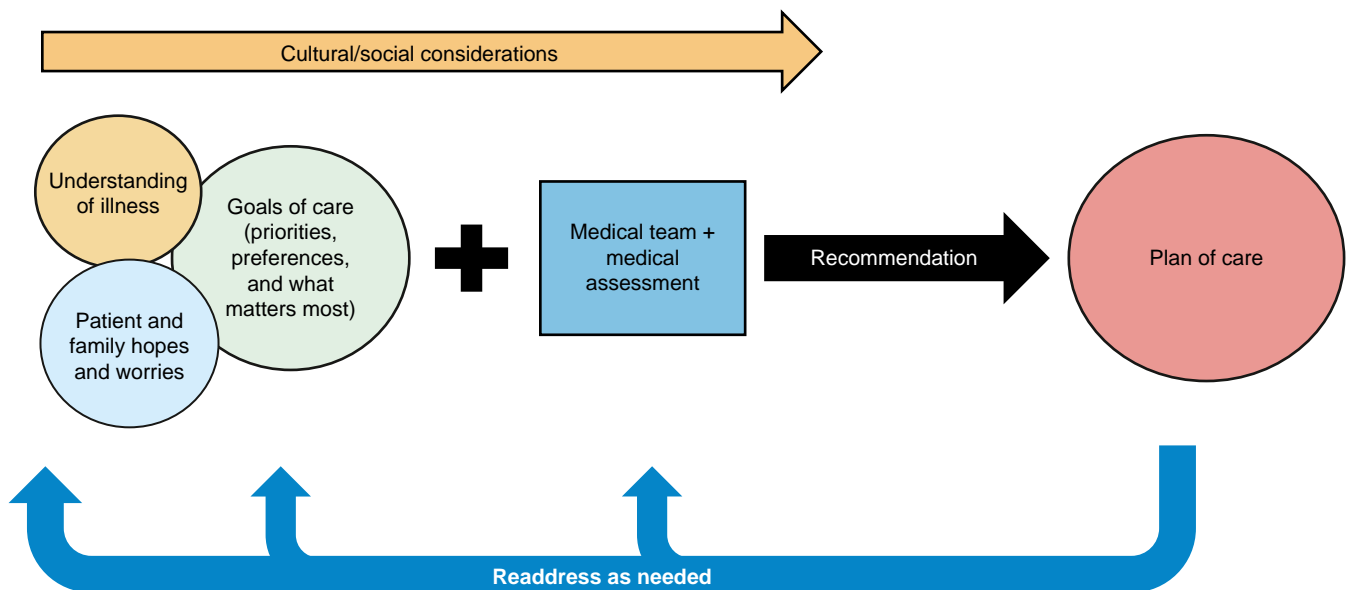 Cultural/social considerations
Understanding
of illness
Patient and
family hopes
and worries
Goals of care
(priorities,
preferences,
and what
matters most)
Medical team +
medical
assessment
Recommendation
Plan of care
Readdress as needed